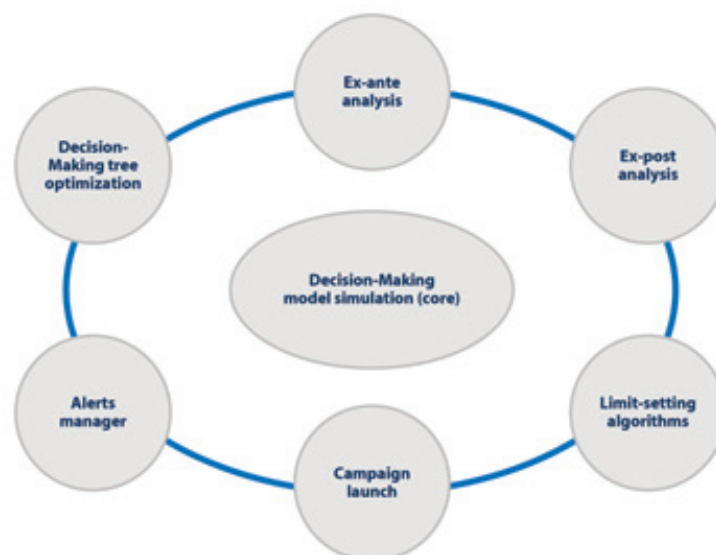 Ex-ante
analysis
Decision-
Making tree
optimization
Ex-post
analysis
Decision-Making
model simulation (core)
Alerts
manager
Limit-setting
algorithms
Campaign
launch